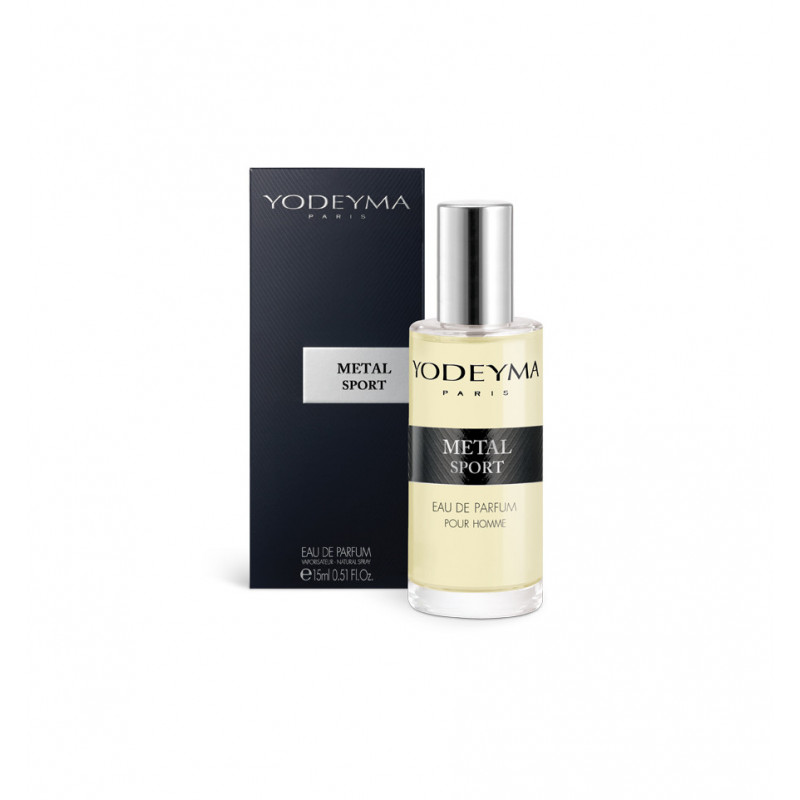 YODEYMA
PARIS
METAL
SPORT
EAU DE PARFUM
VAPORISATEUR - NATURAL SPRAY
℮15ml 0.51 Fl.Oz.
YODEYMA
PARIS
METAL
SPORT
EAU DE PARFUM
POUR HOMME